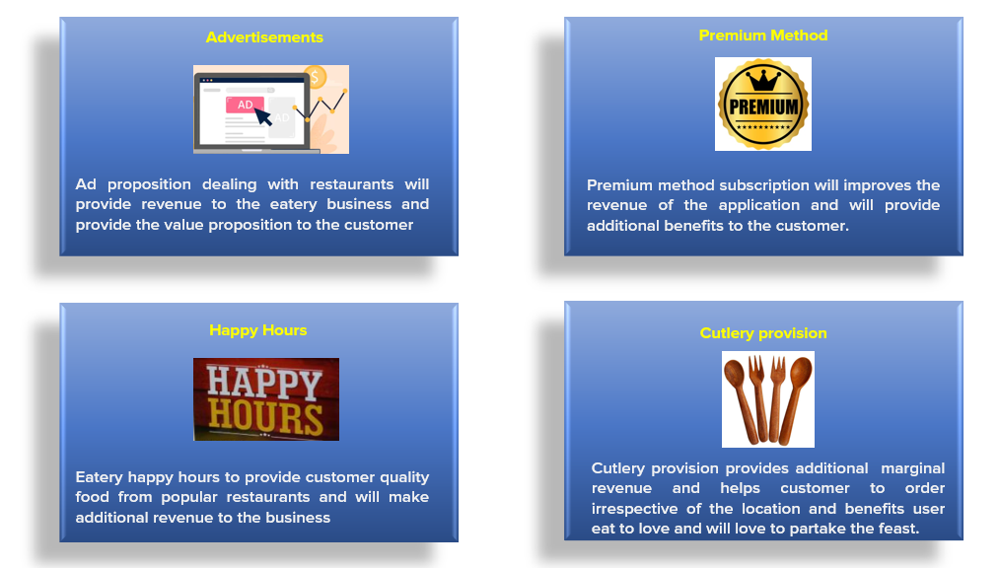 Advertisements
AD
AD
$
Ad proposition dealing with restaurants will
provide revenue to the eatery business and
provide the value proposition to the customer
Premium Method
PREMIUM
Premium method subscription will improves the
revenue of the application and will provide
additional benefits to the customer.
Happy Hours
HAPPY
HOURS
Eatery happy hours to provide customer quality
food from popular restaurants and will make
additional revenue to the business
Cutlery provision
Cutlery provision provides additional marginal
revenue and helps customer to order
irrespective of the location and benefits user
eat to love and will love to partake the feast.